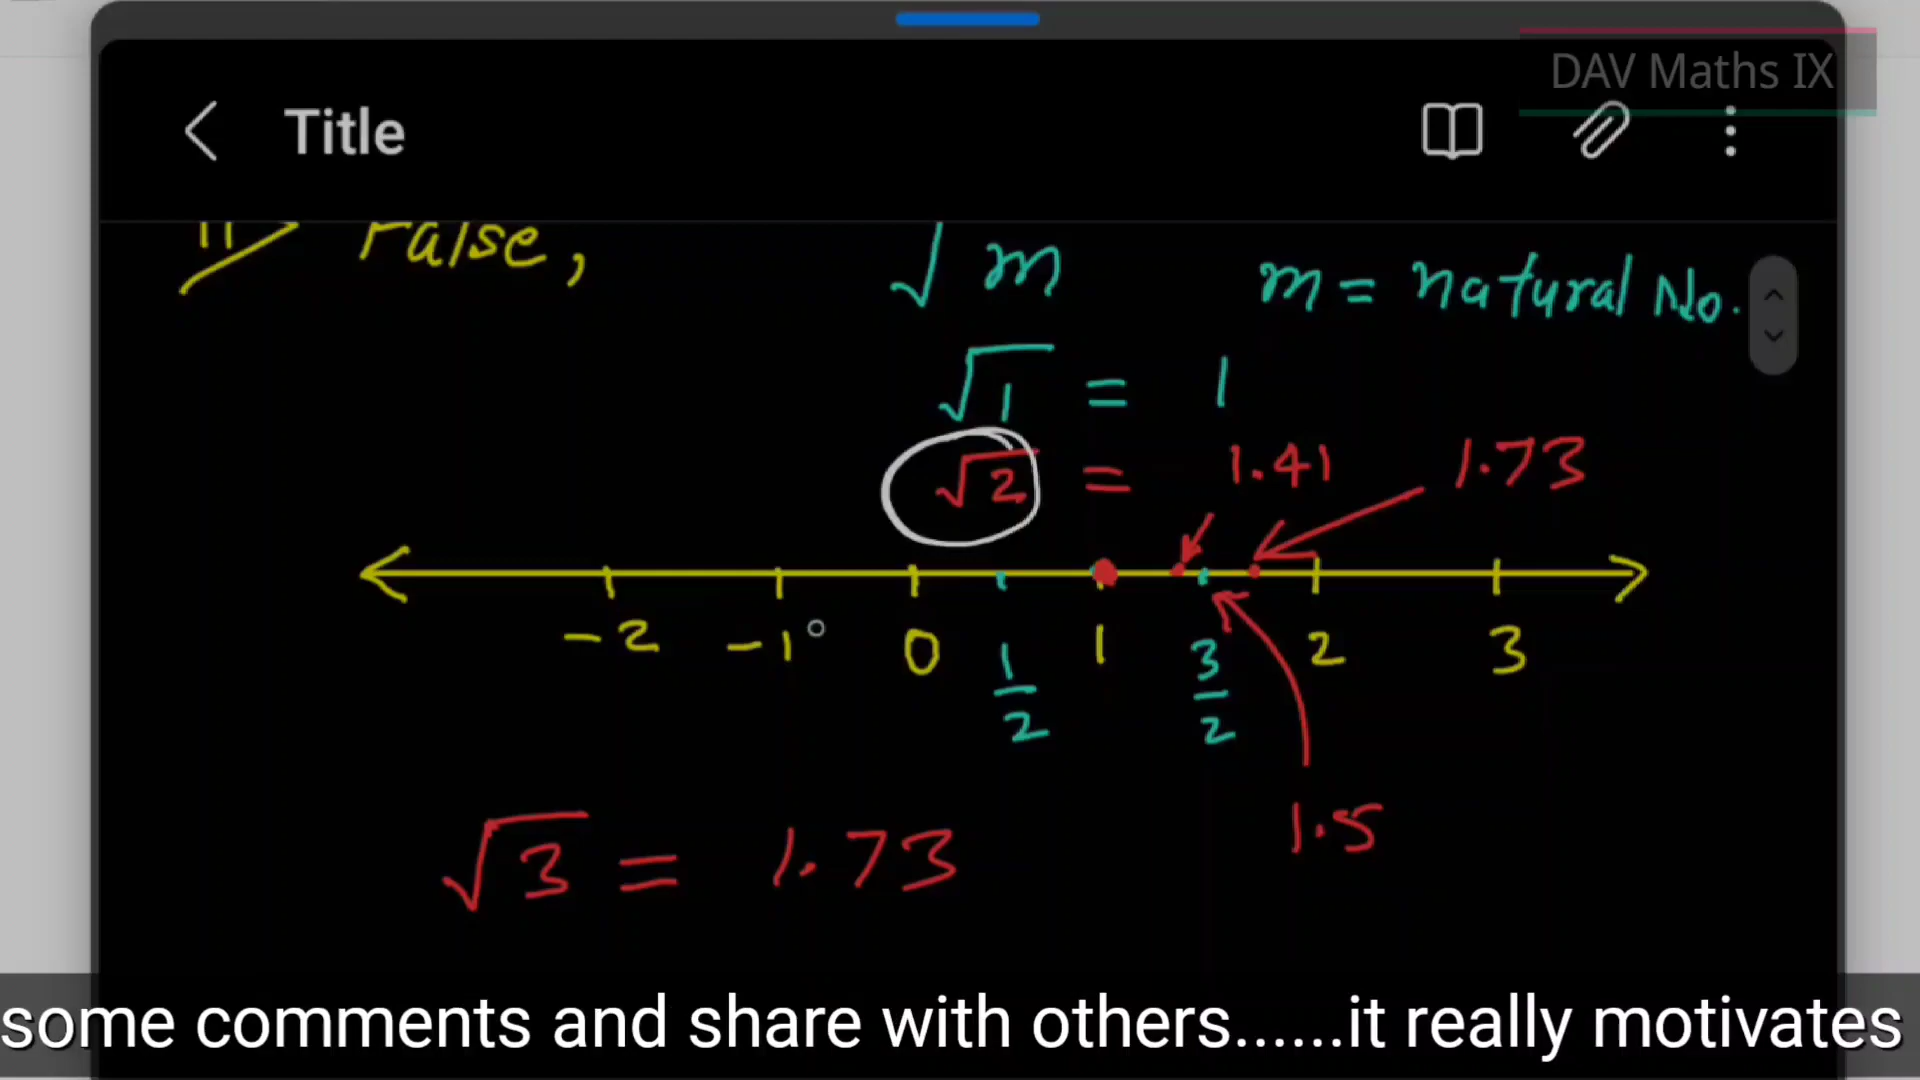 DAV Maths IX
Title
ii False,
√m
m = natural No.
√1 = 1
√2 = 1.41
1.73
-2 -1 0 1/2 1 3/2 2 3
1.5
√3 = 1.73
some comments and share with others......it really motivates